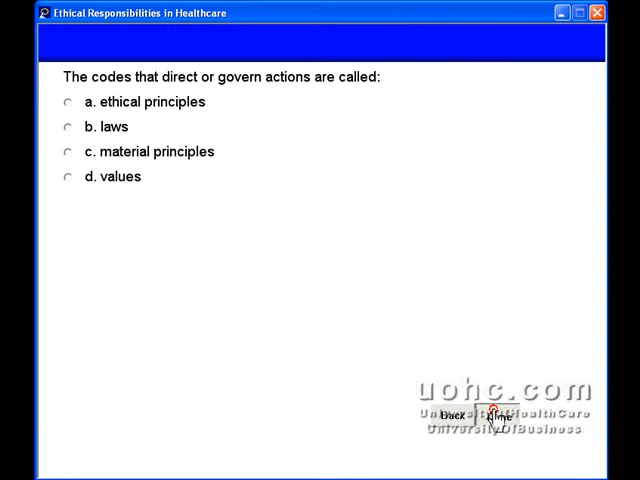 Ethical Responsibilities in Healthcare
The codes that direct or govern actions are called:
a. ethical principles
b. laws
c. material principles
d. values
uohc.com
Back
UniversityOfHealthCare
UniversityOfBusiness